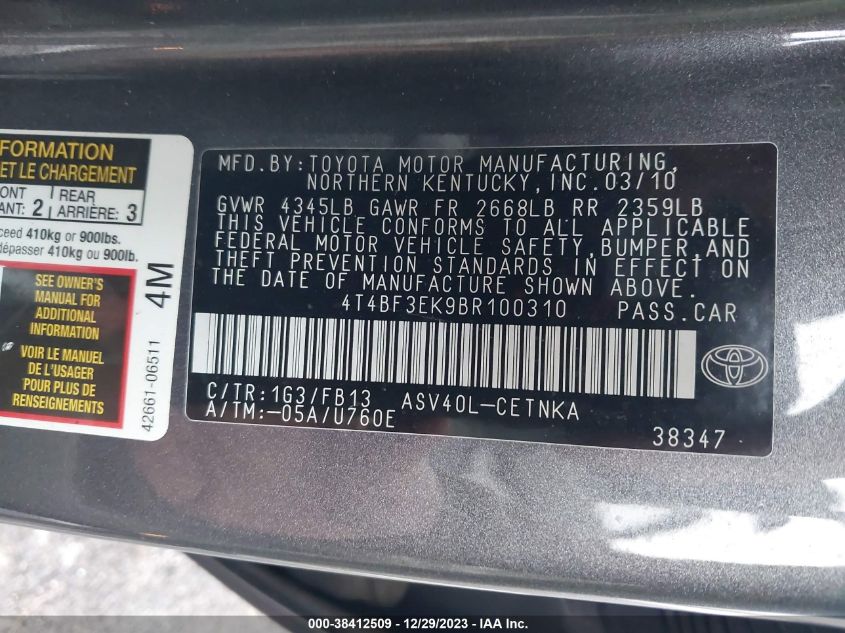 FORMATION
ET LE CHARGEMENT
ONT
ANT: 2
REAR
ARRIÈRE: 3
ceed 410kg or 900lbs.
dépasser 410kg ou 900lb.
SEE OWNER'S
MANUAL FOR
ADDITIONAL
INFORMATION
VOIR LE MANUEL
DE L'USAGER
POUR PLUS DE
RENSEIGNEMENTS
4M
42661-06511
MFD.BY:TOYOTA MOTOR MANUFACTURING,
NORTHERN KENTUCKY, INC.03/10
GVWR 4345LB GAWR FR 2668LB RR 2359LB
THIS VEHICLE CONFORMS TO ALL APPLICABLE
FEDERAL MOTOR VEHICLE SAFETY,BUMPER,AND
THEFT PREVENTION STANDARDS IN EFFECT ON
THE DATE OF MANUFACTURE SHOWN ABOVE.
4T4BF3EK9BR100310 PASS.CAR
C/TR:1G3/FB13 ASV40L-CETNKA
A/TM:-05A/U760E
38347
000-38412509 - 12/29/2023 - IAA Inc.